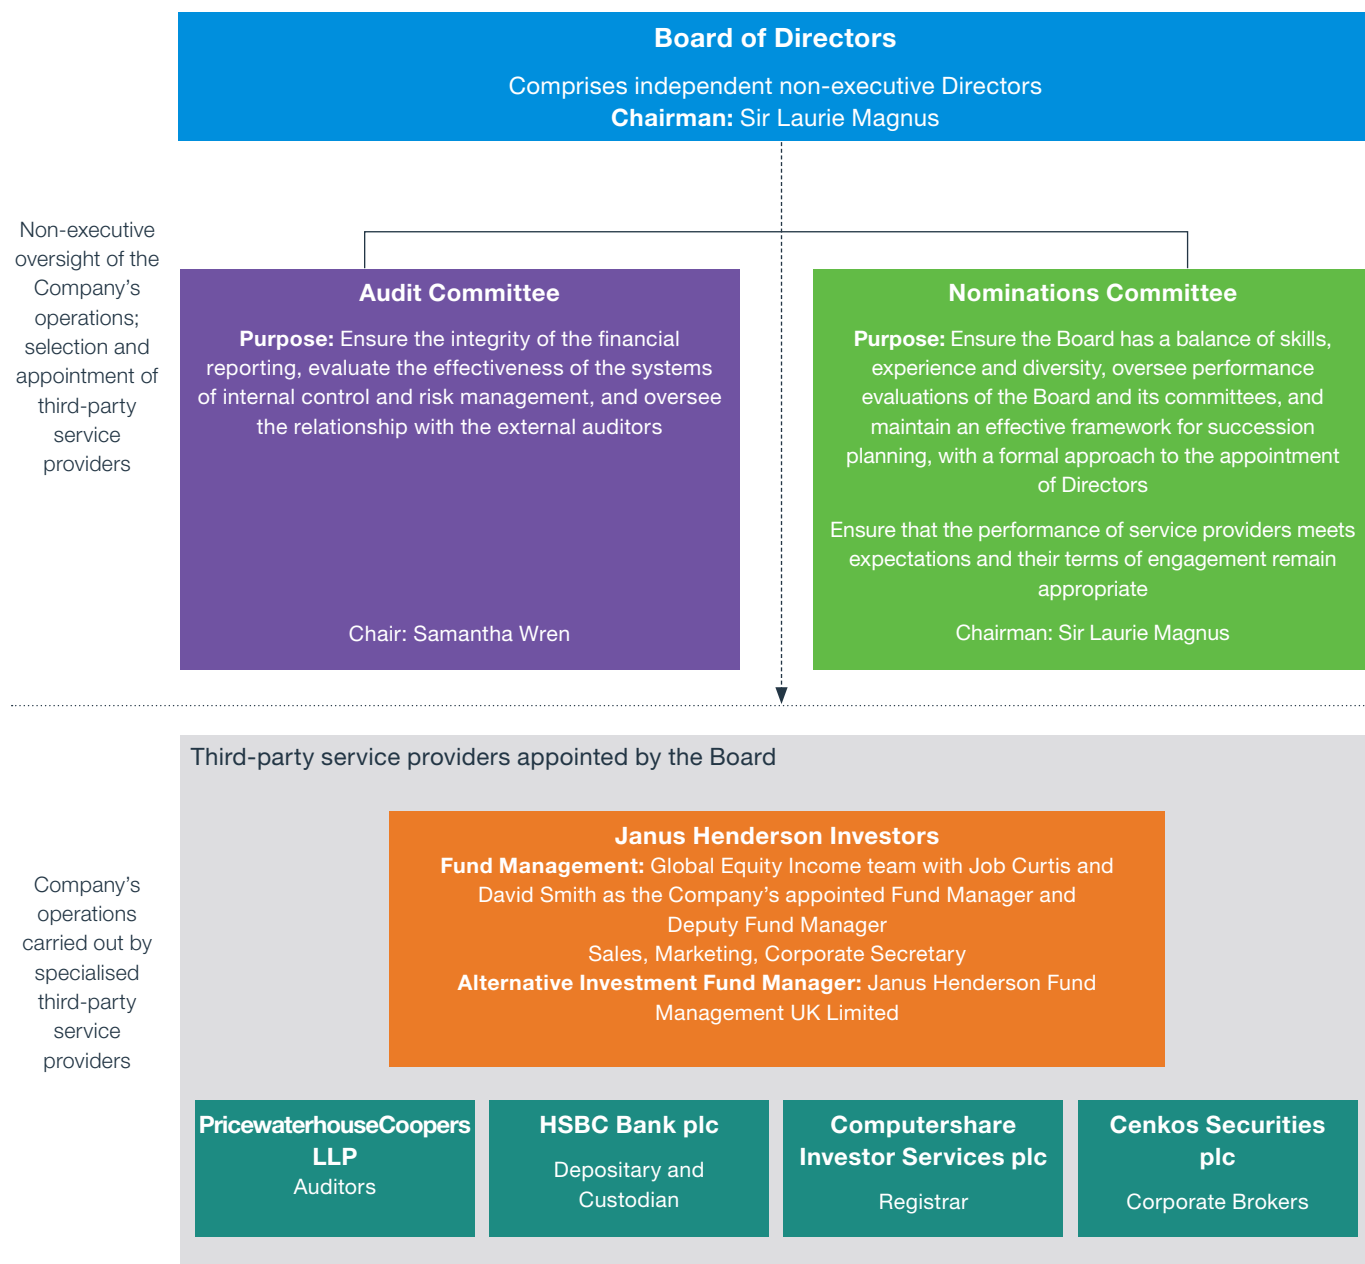 Board of Directors
Comprises independent non-executive Directors
Chairman: Sir Laurie Magnus
Non-executive
oversight of the
Company’s
operations;
selection and
appointment of
third-party
service
providers
Audit Committee
Purpose: Ensure the integrity of the financial
reporting, evaluate the effectiveness of the systems
of internal control and risk management, and oversee
the relationship with the external auditors
Chair: Samantha Wren
Nominations Committee
Purpose: Ensure the Board has a balance of skills,
experience and diversity, oversee performance
evaluations of the Board and its committees, and
maintain an effective framework for succession
planning, with a formal approach to the appointment
of Directors
Ensure that the performance of service providers meets
expectations and their terms of engagement remain
appropriate
Chairman: Sir Laurie Magnus
Company’s
operations
carried out by
specialised
third-party
service
providers
Third-party service providers appointed by the Board
Janus Henderson Investors
Fund Management: Global Equity Income team with Job Curtis and
David Smith as the Company’s appointed Fund Manager and
Deputy Fund Manager
Sales, Marketing, Corporate Secretary
Alternative Investment Fund Manager: Janus Henderson Fund
Management UK Limited
PricewaterhouseCoopers
LLP
Auditors
HSBC Bank plc
Depositary and
Custodian
Computershare
Investor Services plc
Registrar
Cenkos Securities
plc
Corporate Brokers